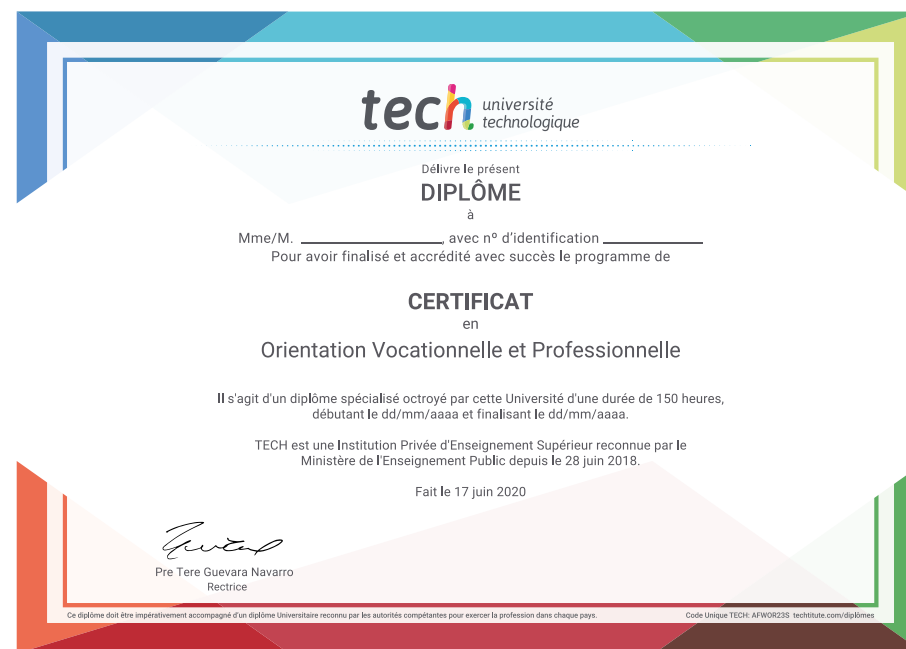 tech université
technologique
Délivre le présent
DIPLÔME
à
Mme/M. ____________________, avec nº d'identification ______________
Pour avoir finalisé et accrédité avec succès le programme de
CERTIFICAT
en
Orientation Vocationnelle et Professionnelle
Il s'agit d'un diplôme spécialisé octroyé par cette Université d'une durée de 150 heures,
débutant le dd/mm/aaaa et finalisant le dd/mm/aaaa.
TECH est une Institution Privée d'Enseignement Supérieur reconnue par le
Ministère de l'Enseignement Public depuis le 28 juin 2018.
Fait le 17 juin 2020
Pre Tere Guevara Navarro
Rectrice
Ce diplôme doit être impérativement accompagné d'un diplôme Universitaire reconnu par les autorités compétantes pour exercer la profession dans chaque pays.
Code Unique TECH: AFWOR23S techtitute.com/diplômes